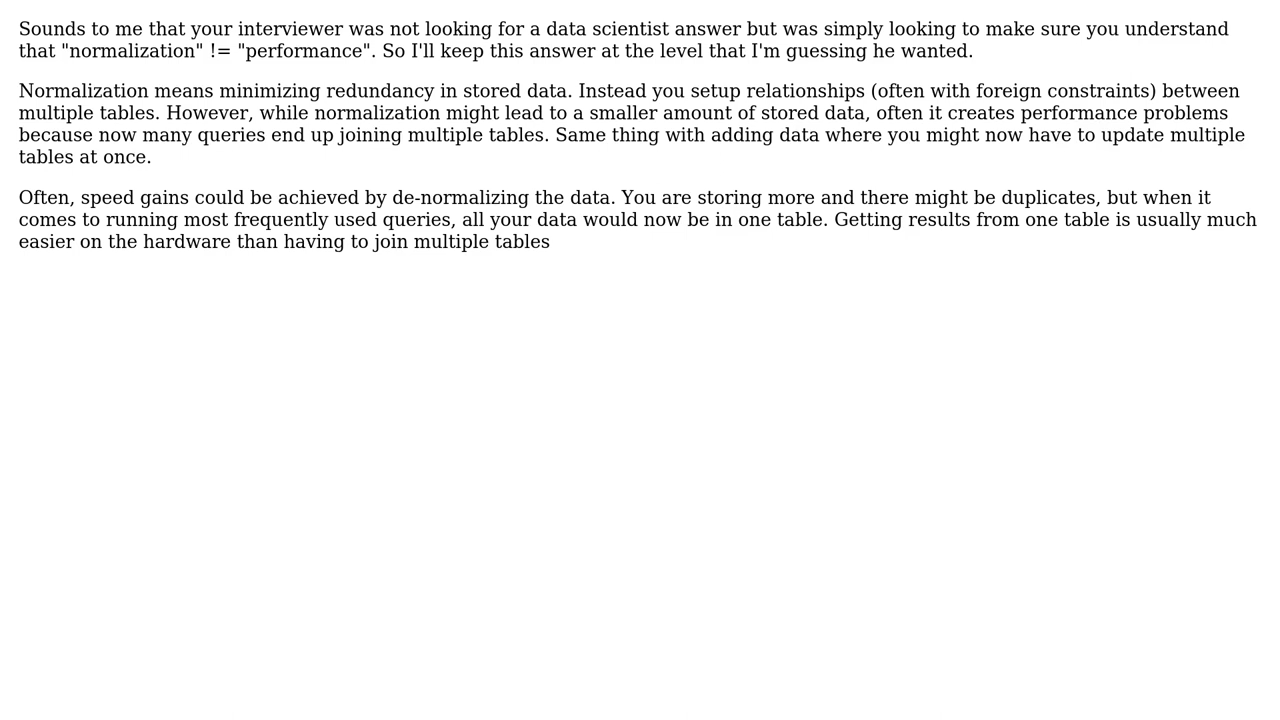 Sounds to me that your interviewer was not looking for a data scientist answer but was simply looking to make sure you understand
that "normalization" != "performance". So I'll keep this answer at the level that I'm guessing he wanted.
Normalization means minimizing redundancy in stored data. Instead you setup relationships (often with foreign constraints) between
multiple tables. However, while normalization might lead to a smaller amount of stored data, often it creates performance problems
because now many queries end up joining multiple tables. Same thing with adding data where you might now have to update multiple
tables at once.
Often, speed gains could be achieved by de-normalizing the data. You are storing more and there might be duplicates, but when it
comes to running most frequently used queries, all your data would now be in one table. Getting results from one table is usually much
easier on the hardware than having to join multiple tables